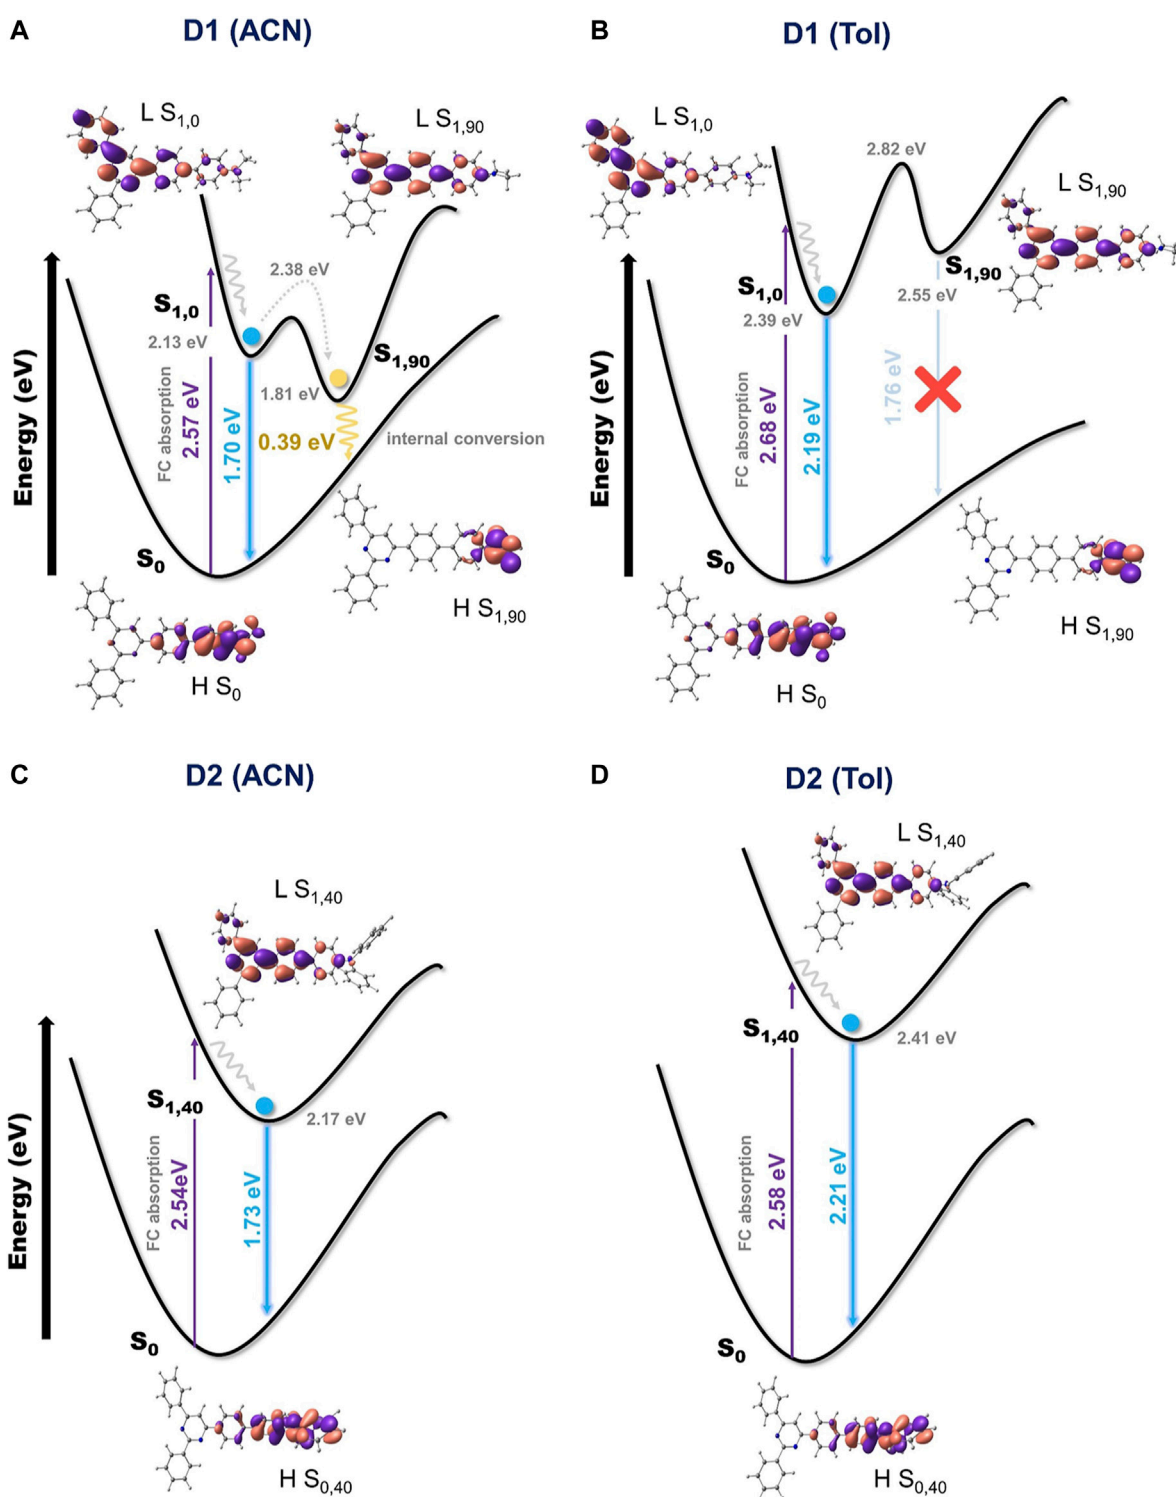 A
D1 (ACN)
L S1,0
L S1,90
2.38 eV
S1,0
2.13 eV
S1,90
1.81 eV
FC absorption
2.57 eV
1.70 eV
0.39 eV
internal conversion
Energy (eV)
S0
H S1,90
H S0
B
D1 (Tol)
L S1,0
2.82 eV
L S1,90
S1,0
2.39 eV
S1,90
2.55 eV
FC absorption
2.68 eV
2.19 eV
1.76 eV
Energy (eV)
S0
H S1,90
H S0
C
D2 (ACN)
L S1,40
S1,40
2.17 eV
FC absorption
2.54eV
1.73 eV
Energy (eV)
S0
H S0,40
D
D2 (Tol)
L S1,40
S1,40
2.41 eV
FC absorption
2.58 eV
2.21 eV
S0
H S0,40